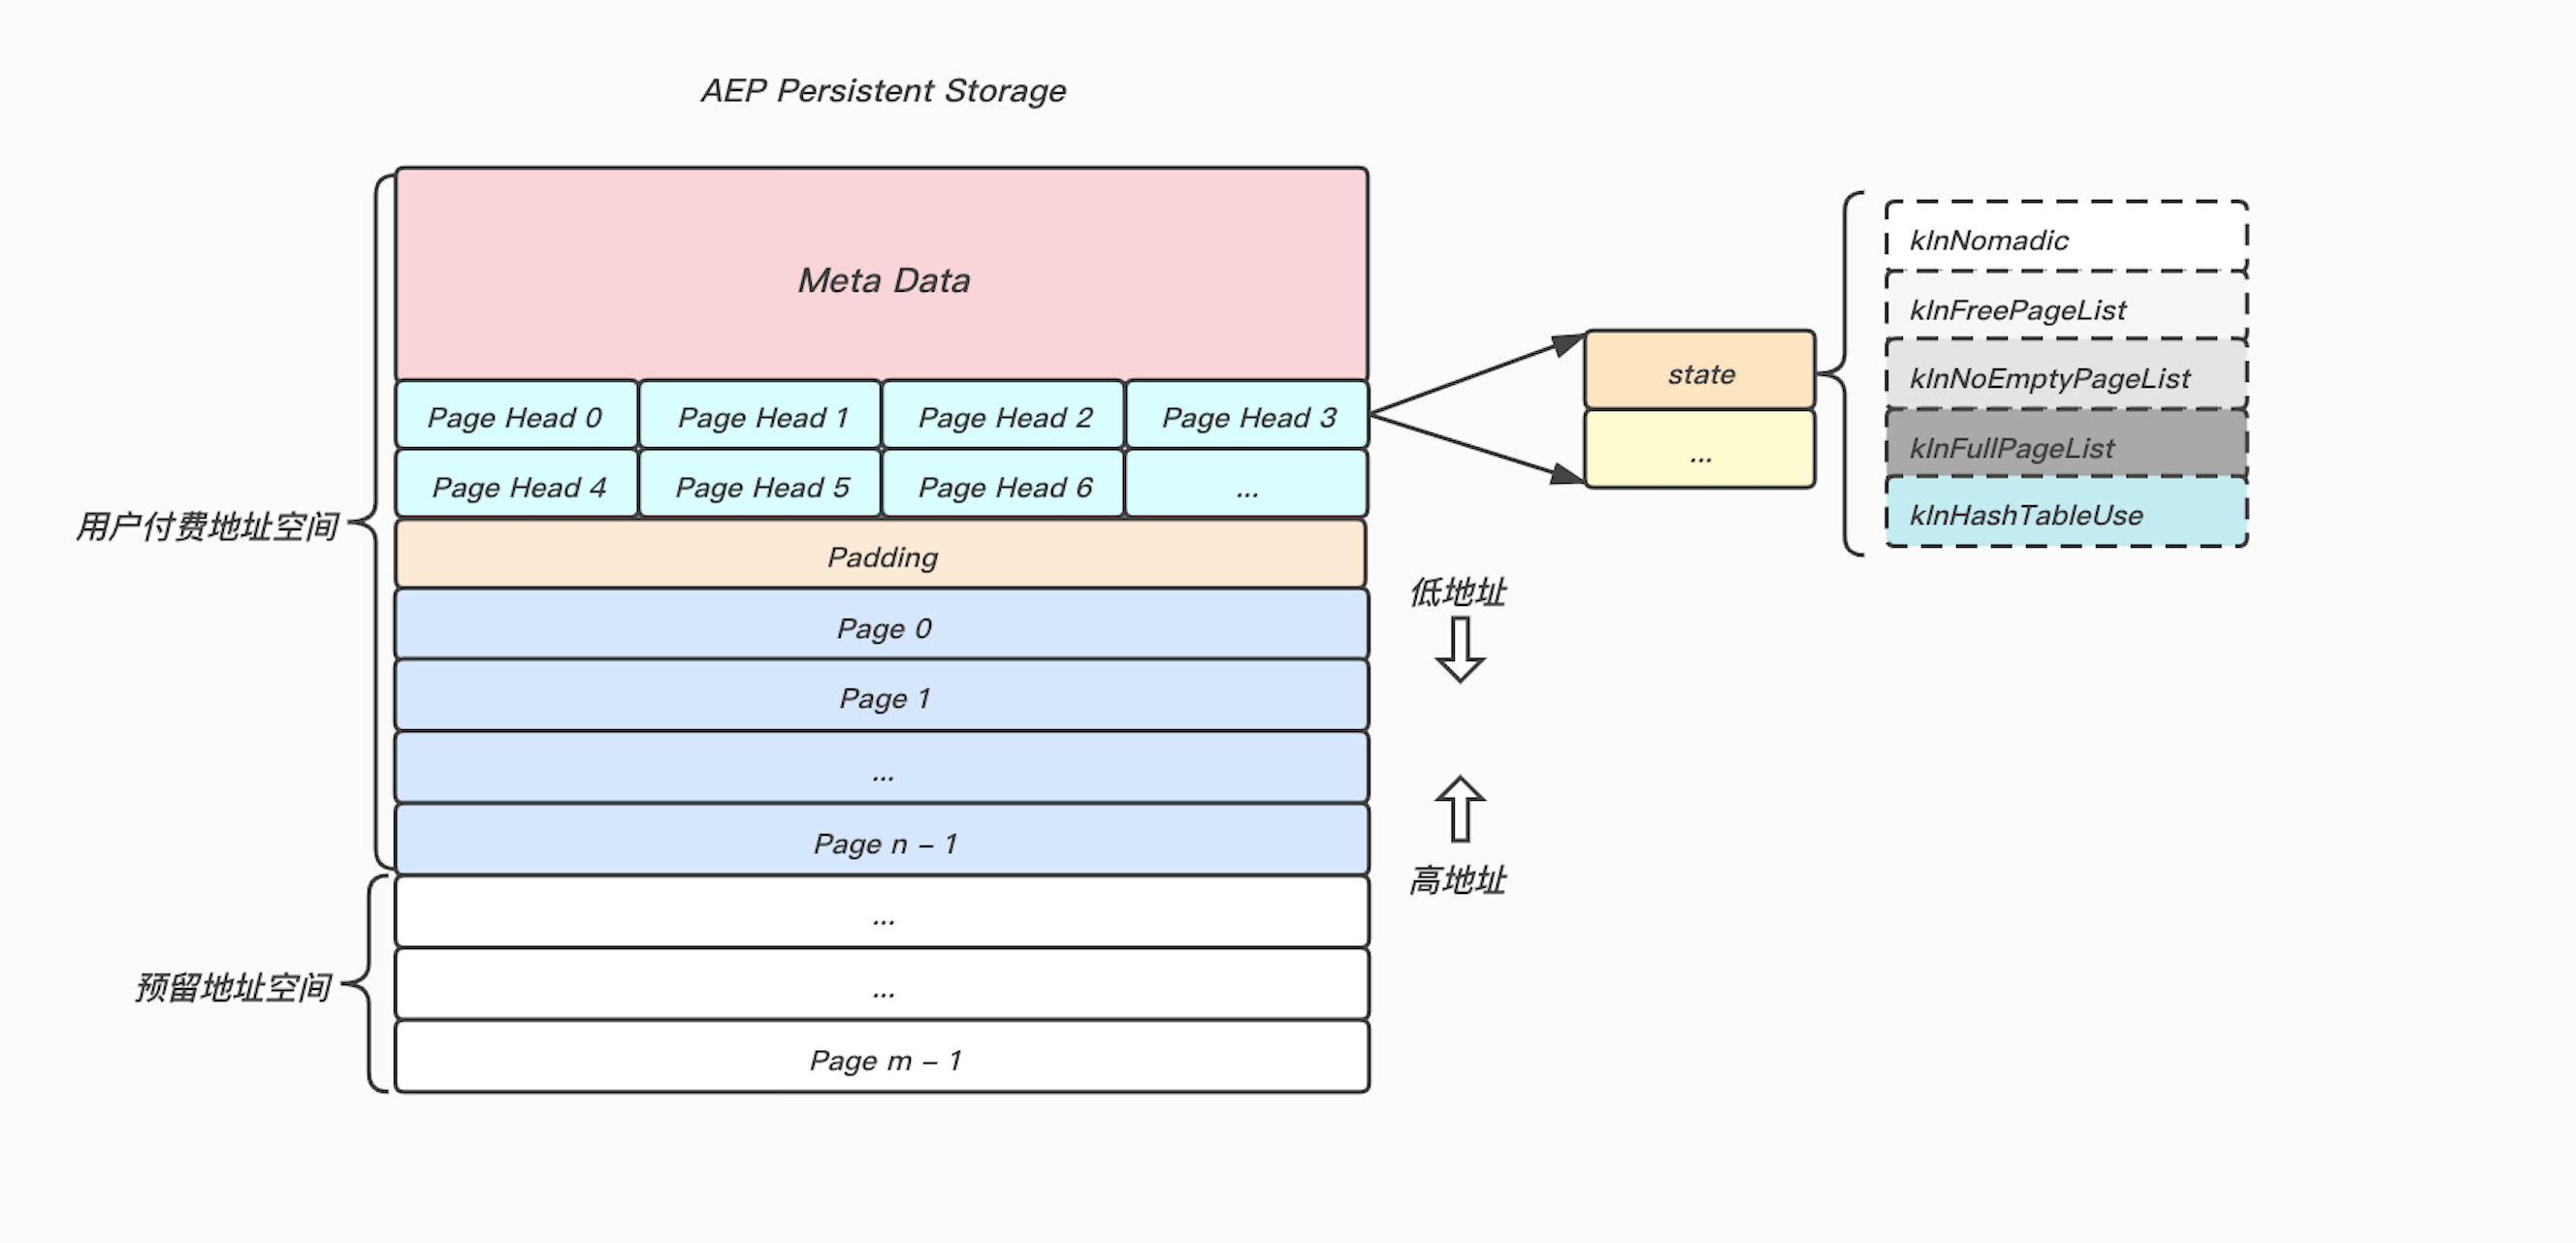 AEP Persistent Storage
Meta Data
Page Head 0
Page Head 1
Page Head 2
Page Head 3
Page Head 4
Page Head 5
Page Head 6
...
Padding
Page 0
Page 1
...
Page n – 1
...
...
Page m – 1
用户付费地址空间
预留地址空间
低地址
高地址
state
...
kInNomadic
kInFreePageList
kInNoEmptyPageList
kInFullPageList
kInHashTableUse